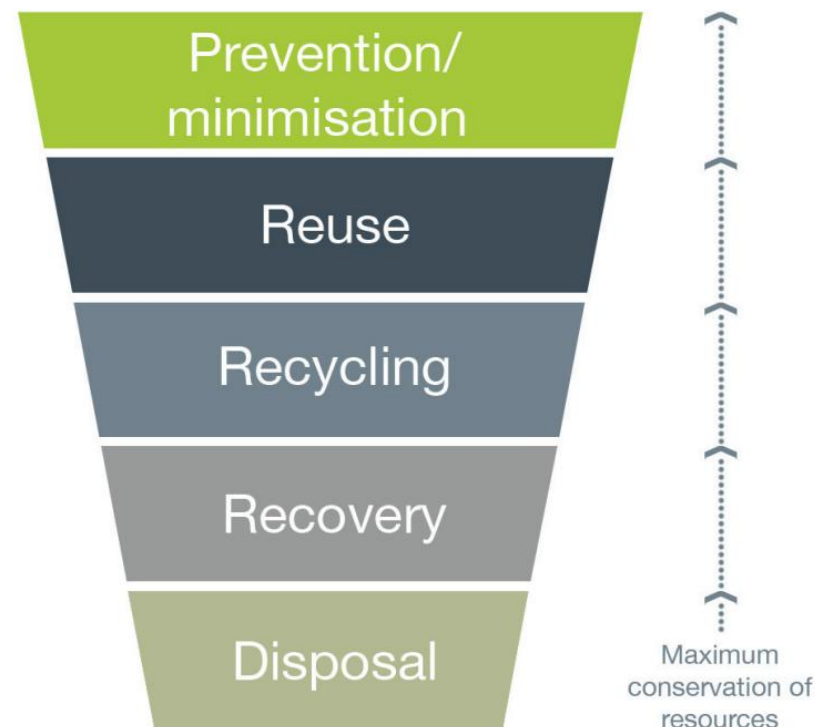 Prevention/
minimisation
Reuse
Recycling
Recovery
Disposal
Maximum
conservation of
resources